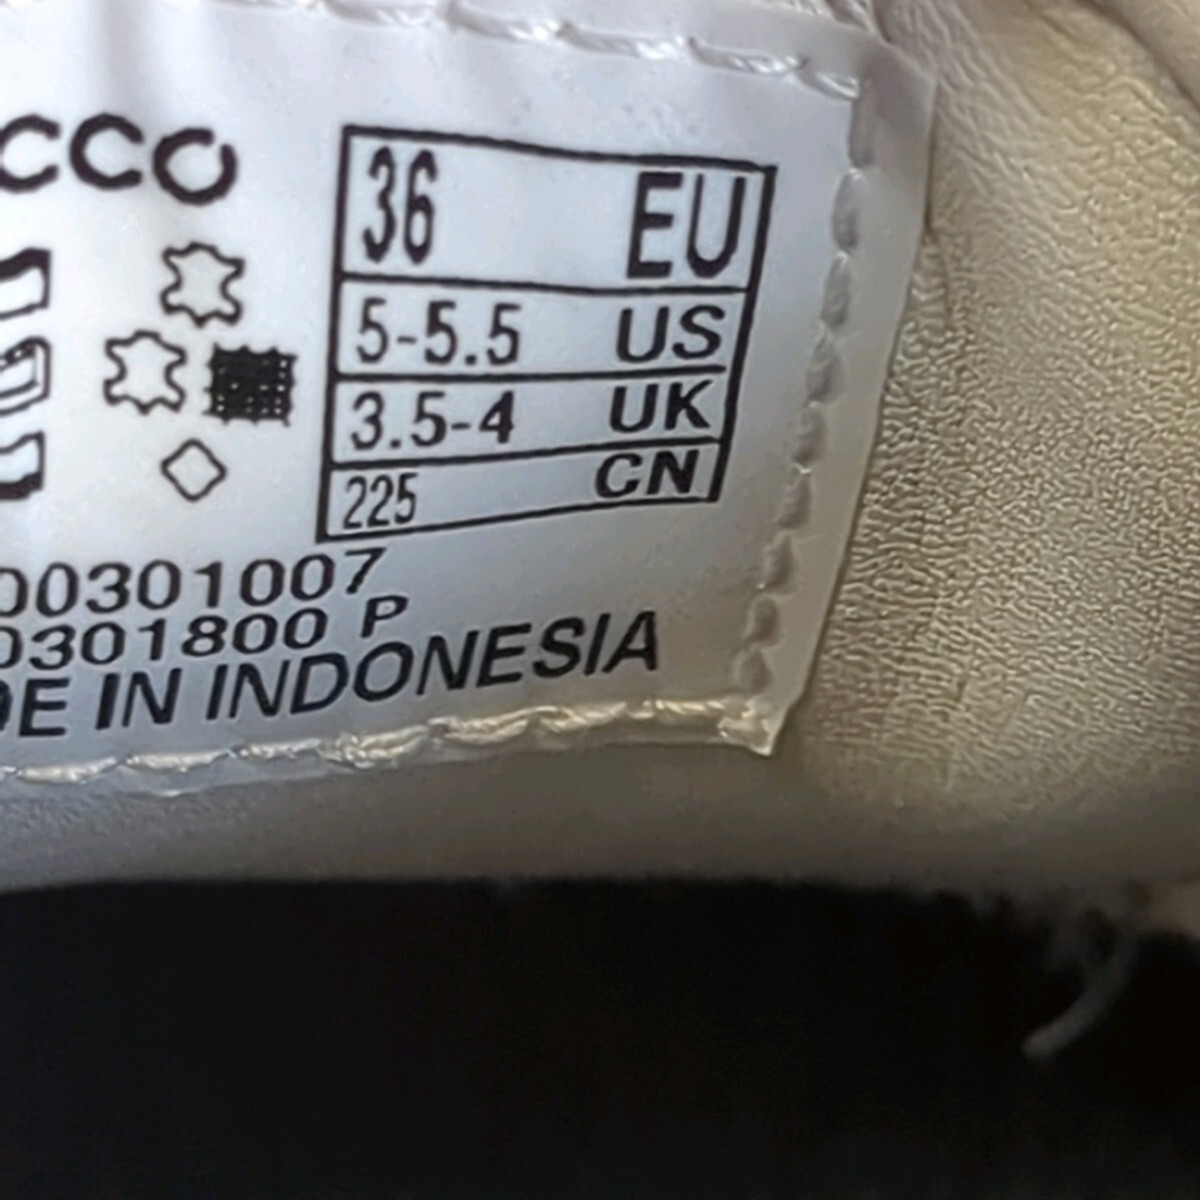 CCO
36 EU
5-5.5 US
3.5-4 UK
225 CN
00301007
0301800 P
DE IN INDONESIA